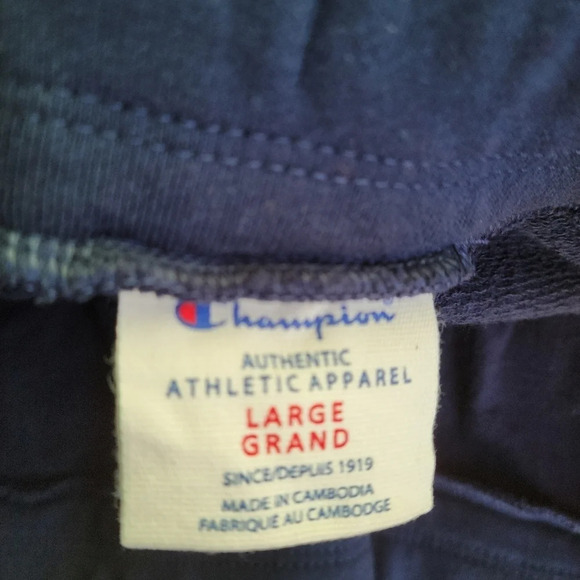 Champion®
AUTHENTIC
ATHLETIC APPAREL
LARGE
GRAND
SINCE/DEPUIS 1919
MADE IN CAMBODIA
FABRIQUE AU CAMBODGE